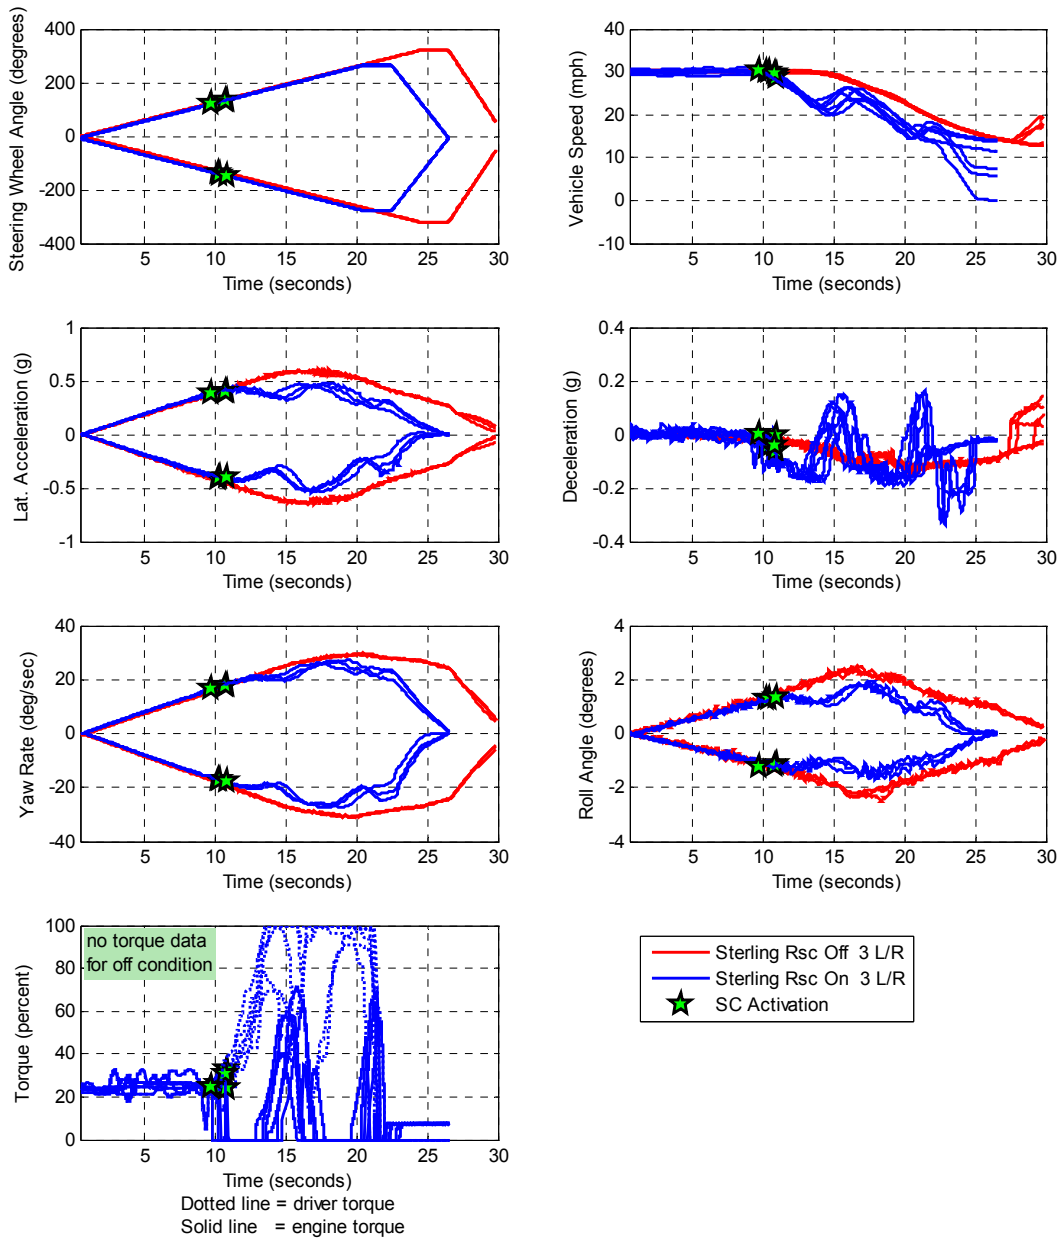 Steering Wheel Angle (degrees)
400
200
0
-200
-400
5 10 15 20 25 30
Time (seconds)
Vehicle Speed (mph)
40
30
20
10
0
-10
5 10 15 20 25 30
Time (seconds)
Lat. Acceleration (g)
1
0.5
0
-0.5
-1
5 10 15 20 25 30
Time (seconds)
Deceleration (g)
0.4
0.2
0
-0.2
-0.4
5 10 15 20 25 30
Time (seconds)
Yaw Rate (deg/sec)
40
20
0
-20
-40
5 10 15 20 25 30
Time (seconds)
Roll Angle (degrees)
4
2
0
-2
-4
5 10 15 20 25 30
Time (seconds)
Torque (percent)
100
80
60
40
20
0
no torque data
for off condition
5 10 15 20 25 30
Time (seconds)
Dotted line = driver torque
Solid line = engine torque
Sterling Rsc Off 3 L/R
Sterling Rsc On 3 L/R
SC Activation